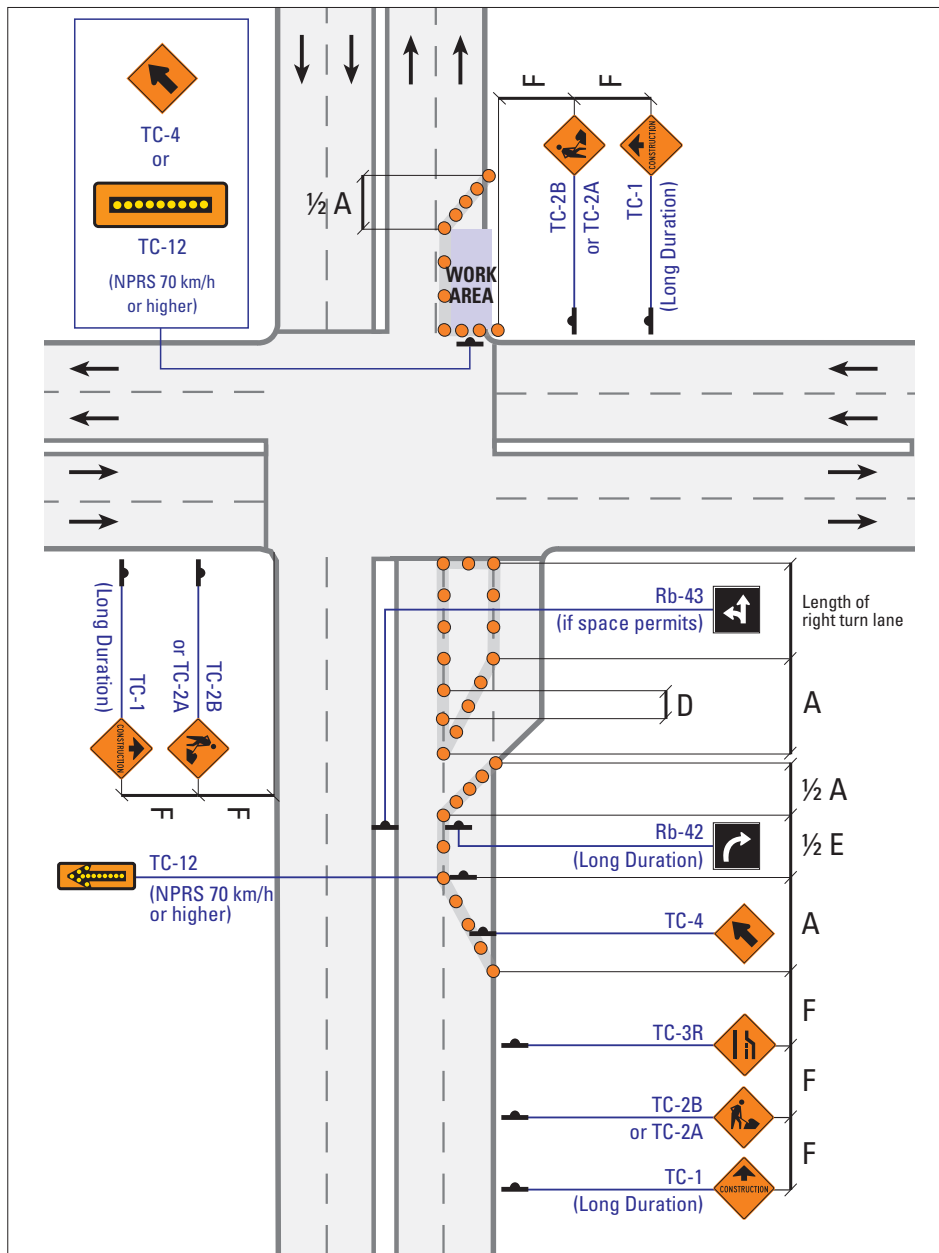 TC-4
or
TC-12
(NPRS 70 km/h
or higher)
½ A
WORK
AREA
F
F
TC-2B
or TC-2A
CONSTRUCTION
TC-1
(Long Duration)
Rb-43
(if space permits)
Length of
right turn lane
D
A
(Long Duration)
TC-1
CONSTRUCTION
or TC-2A
TC-2B
F
F
½ A
Rb-42
(Long Duration)
½ E
TC-12
(NPRS 70 km/h
or higher)
TC-4
A
F
TC-3R
F
TC-2B
or TC-2A
F
TC-1
(Long Duration)
CONSTRUCTION